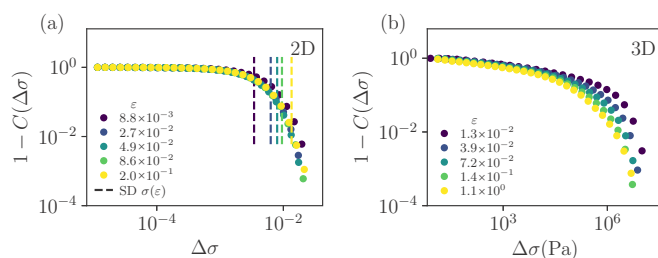 (a)
2D
1 − C(Δσ)
10⁰
10⁻²
10⁻⁴
ε
8.8×10⁻³
2.7×10⁻²
4.9×10⁻²
8.6×10⁻²
2.0×10⁻¹
SD σ(ε)
10⁻⁴
10⁻²
Δσ
(b)
3D
1 − C(Δσ)
10⁰
10⁻²
10⁻⁴
ε
1.3×10⁻²
3.9×10⁻²
7.2×10⁻²
1.4×10⁻¹
1.1×10⁰
10³
10⁶
Δσ(Pa)